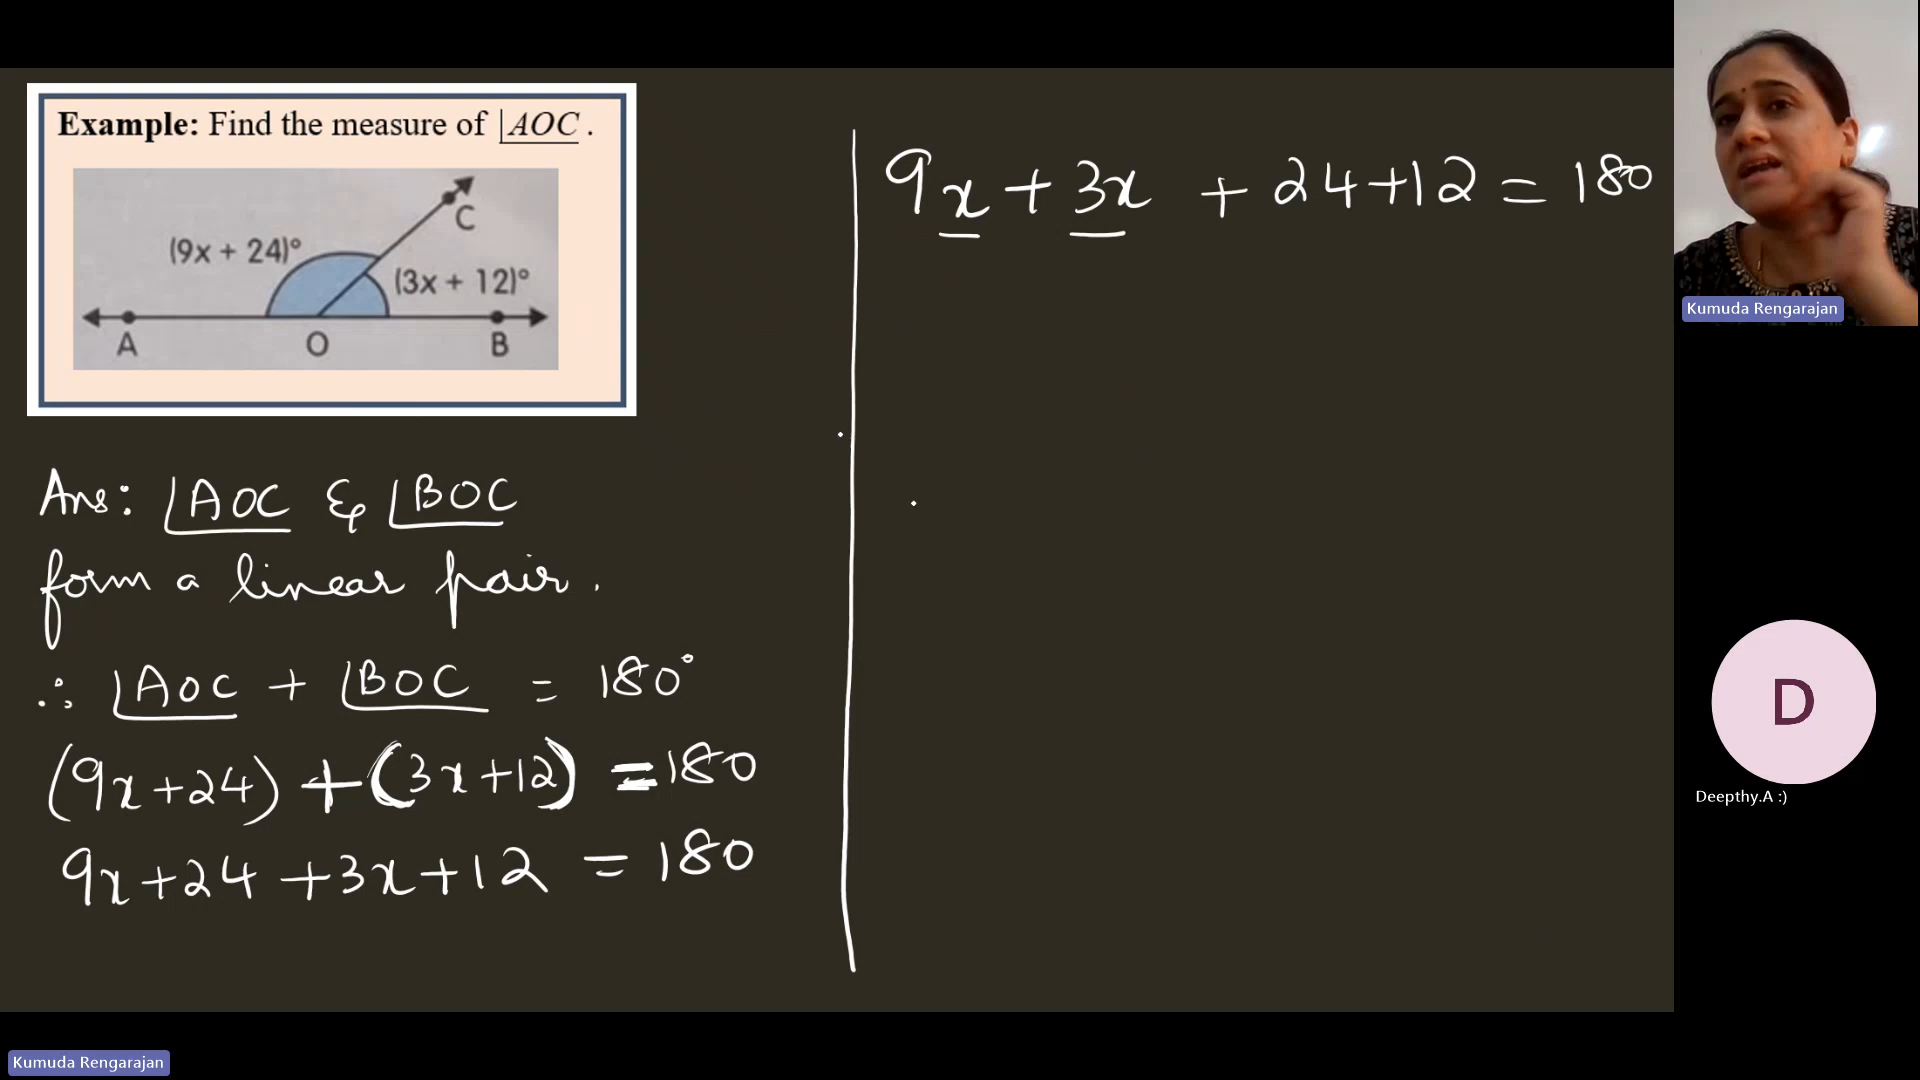 Example: Find the measure of ∠AOC.
(9x + 24)°
C
(3x + 12)°
A
O
B
Ans: ∠AOC & ∠BOC
form a linear pair.
∴ ∠AOC + ∠BOC = 180°
(9x+24) + (3x+12) = 180
9x+24 +3x+12 = 180
9x + 3x + 24+12 = 180
Kumuda Rengarajan
D
Deepthy.A :)
Kumuda Rengarajan